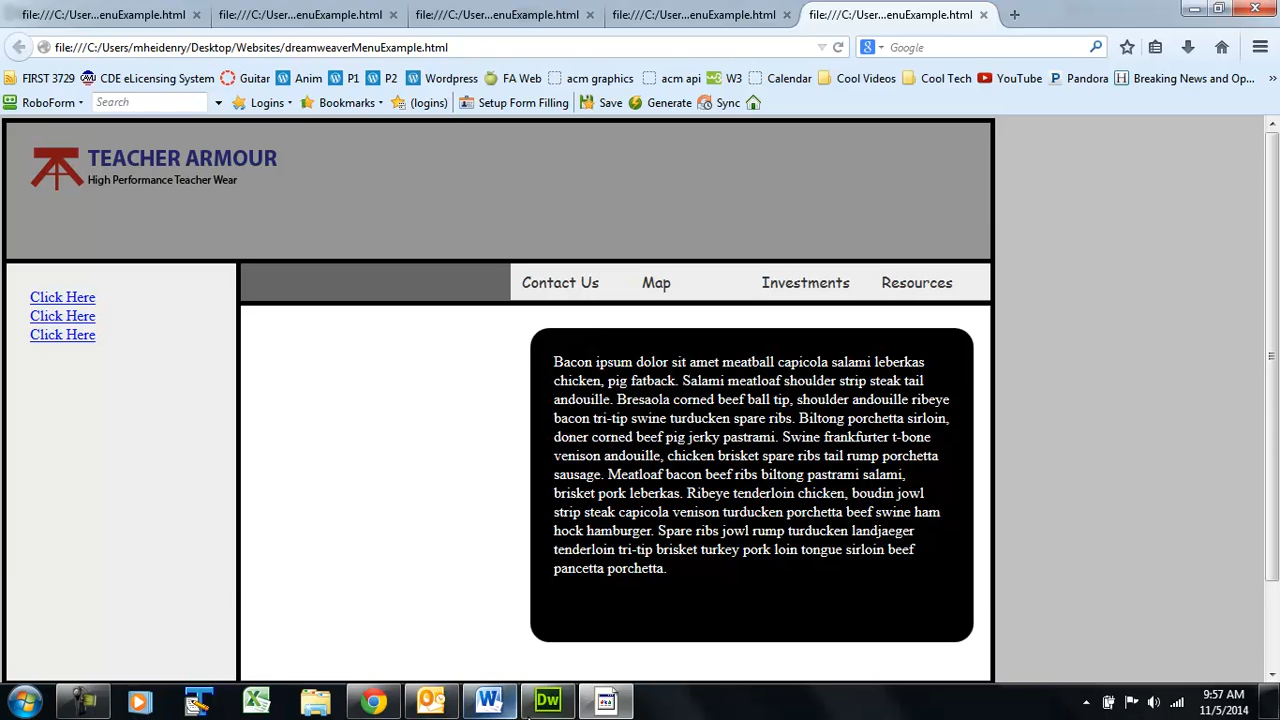 file:///C:/User...enuExample.html
file:///C:/User...enuExample.html
file:///C:/User...enuExample.html
file:///C:/User...enuExample.html
file:///C:/User...enuExample.html
file:///C:/Users/mheidenry/Desktop/Websites/dreamweaverMenuExample.html
Google
FIRST 3729 CDE eLicensing System Guitar Anim P1 P2 Wordpress FA Web acm graphics acm api W3 Calendar Cool Videos Cool Tech YouTube Pandora Breaking News and Op...
RoboForm Search Logins Bookmarks (logins) Setup Form Filling Save Generate Sync
TEACHER ARMOUR
High Performance Teacher Wear
Contact Us Map Investments Resources
Click Here
Click Here
Click Here
Bacon ipsum dolor sit amet meatball capicola salami leberkas
chicken, pig fatback. Salami meatloaf shoulder strip steak tail
andouille. Bresaola corned beef ball tip, shoulder andouille ribeye
bacon tri-tip swine turducken spare ribs. Biltong porchetta sirloin,
doner corned beef pig jerky pastrami. Swine frankfurter t-bone
venison andouille, chicken brisket spare ribs tail rump porchetta
sausage. Meatloaf bacon beef ribs biltong pastrami salami,
brisket pork leberkas. Ribeye tenderloin chicken, boudin jowl
strip steak capicola venison turducken porchetta beef swine ham
hock hamburger. Spare ribs jowl rump turducken landjaeger
tenderloin tri-tip brisket turkey pork loin tongue sirloin beef
pancetta porchetta.
Dw
9:57 AM
11/5/2014